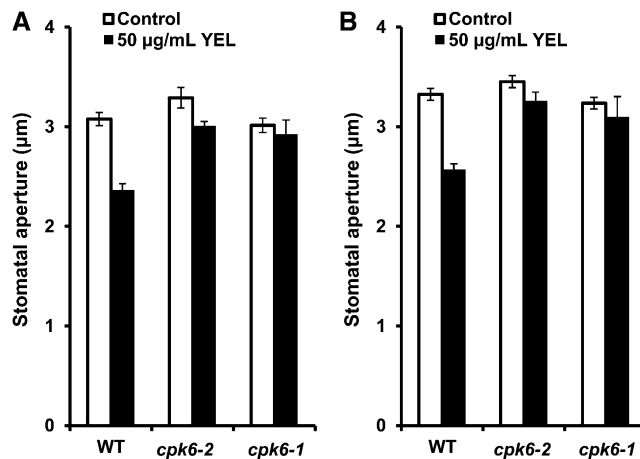 A
Control
50 µg/mL YEL
Stomatal aperture (µm)
4
3
2
1
0
WT
cpk6-2
cpk6-1
B
Control
50 µg/mL YEL
Stomatal aperture (µm)
4
3
2
1
0
WT
cpk6-2
cpk6-1